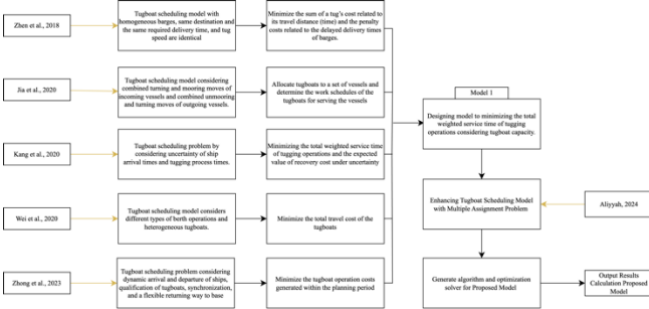 Zhen et al., 2018
Tugboat scheduling model with
homogeneous barges, same destination and
the same required delivery time, and tug
speed are identical
Minimize the sum of a tug's cost related to
its travel distance (time) and the penalty
costs related to the delayed delivery times
of barges.
Jia et al., 2020
Tugboat scheduling model considering
combined turning and mooring moves of
incoming vessels and combined unmooring
and turning moves of outgoing vessels.
Allocate tugboats to a set of vessels and
determine the work schedules of the
tugboats for serving the vessels
Kang et al., 2020
Tugboat scheduling problem by
considering uncertainty of ship
arrival times and tugging process times.
Minimizing the total weighted service time
of tugging operations and the expected
value of recovery cost under uncertainty
Wei et al., 2020
Tugboat scheduling model considers
different types of berth operations and
heterogeneous tugboats.
Minimize the total travel cost of the
tugboats
Zhong et al., 2023
Tugboat scheduling problem considering
dynamic arrival and departure of ships,
qualification of tugboats, synchronization,
and a flexible returning way to base
Minimize the tugboat operation costs
generated within the planning period
Model 1
Designing model to minimizing the total
weighted service time of tugging
operations considering tugboat capacity.
Enhancing Tugboat Scheduling Model
with Multiple Assignment Problem
Aliyyah, 2024
Generate algorithm and optimization
solver for Proposed Model
Output Results
Calculation Proposed
Model